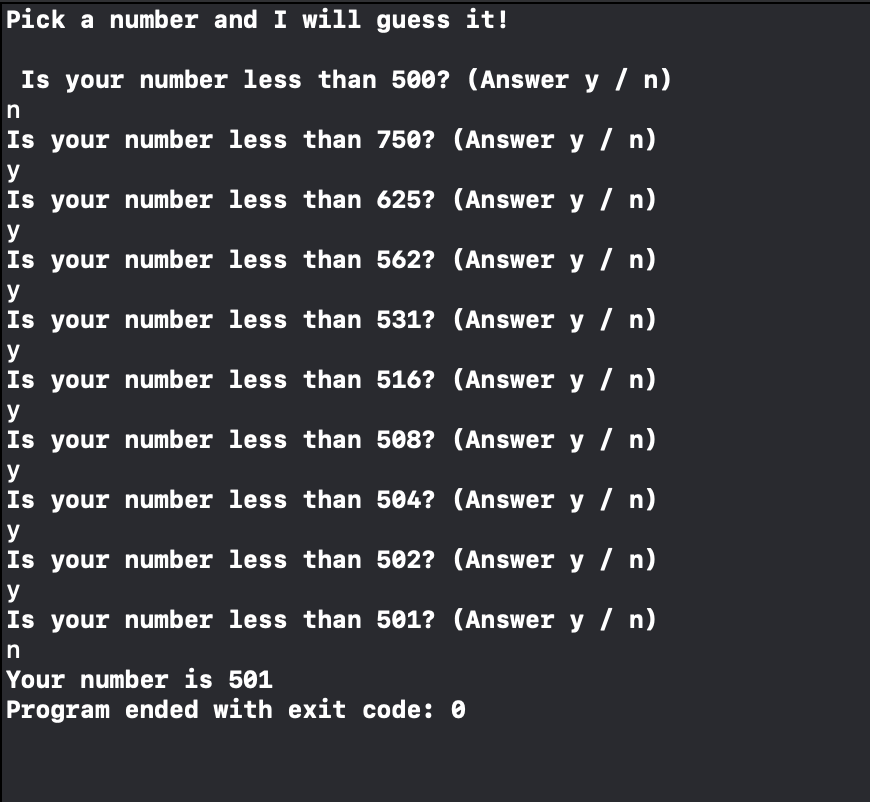 Pick a number and I will guess it!
Is your number less than 500? (Answer y / n)
n
Is your number less than 750? (Answer y / n)
y
Is your number less than 625? (Answer y / n)
y
Is your number less than 562? (Answer y / n)
y
Is your number less than 531? (Answer y / n)
y
Is your number less than 516? (Answer y / n)
y
Is your number less than 508? (Answer y / n)
y
Is your number less than 504? (Answer y / n)
y
Is your number less than 502? (Answer y / n)
y
Is your number less than 501? (Answer y / n)
n
Your number is 501
Program ended with exit code: 0